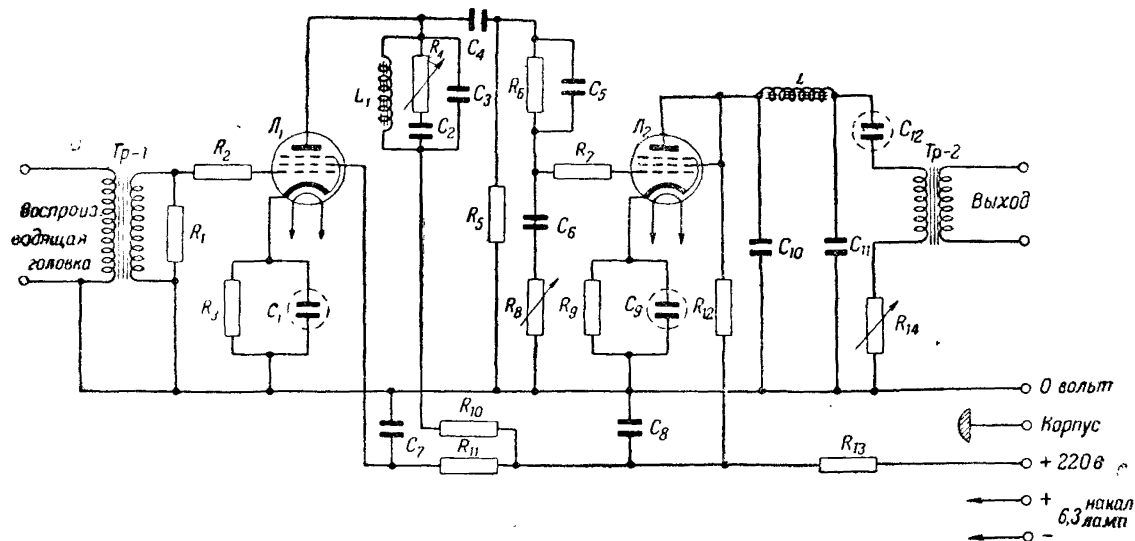 C₄
R₄
R₆
C₅
L₁
C₃
L
C₂
C₁₂
Л₁
Л₂
Тр-1
R₂
R₇
Тр-2
Воспроиз
водящая
головка
R₁
R₅
C₆
C₁₀
C₁₁
Выход
R₃
C₁
R₈
R₉
C₉
R₁₂
R₁₄
0 вольт
R₁₀
C₇
C₈
Корпус
R₁₁
R₁₃
+ 220 в
+
6,3 накал
ламп
-